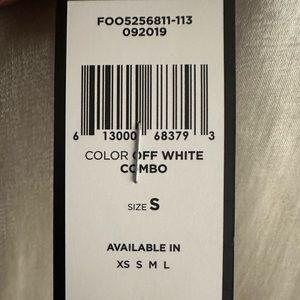 FOO5256811-113
092019
6 13000 68379 3
COLOR OFF WHITE
COMBO
SIZE S
AVAILABLE IN
XS S M L